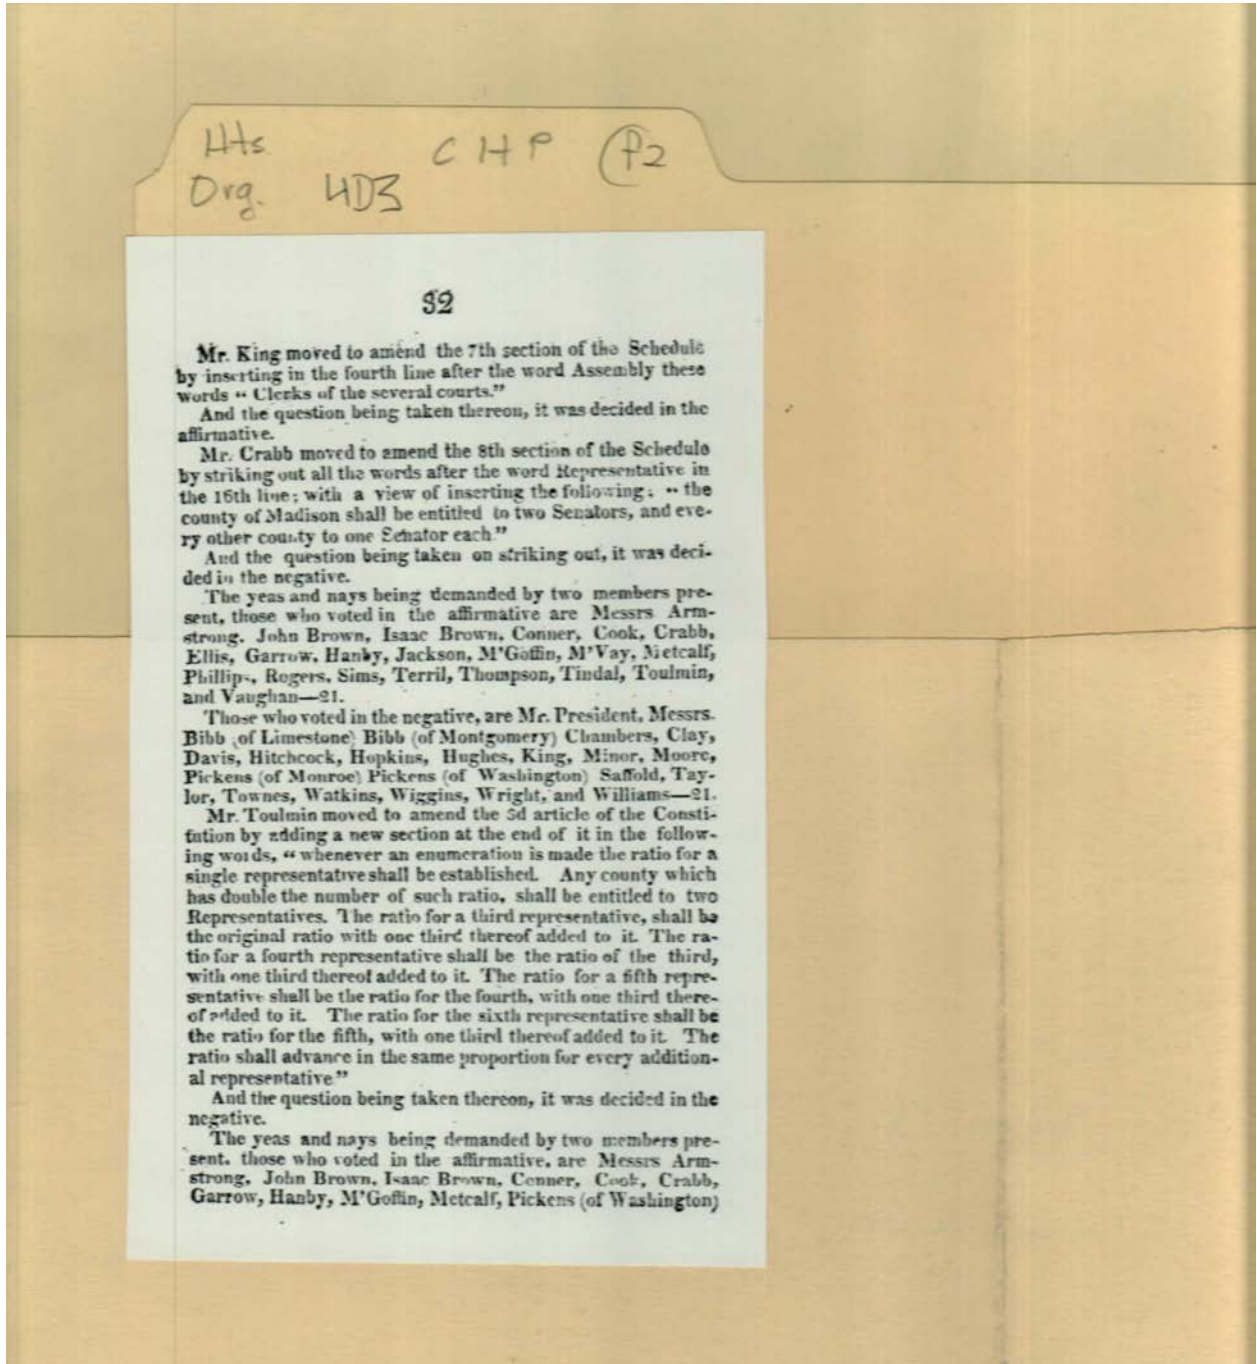 Hts CHP P2
Org. 4D3
32
Mr. King moved to amend the 7th section of the Schedule
by inserting in the fourth line after the word Assembly these
words “ Clerks of the several courts.”
And the question being taken thereon, it was decided in the
affirmative.
Mr. Crabb moved to amend the 8th section of the Schedule
by striking out all the words after the word Representative in
the 16th line; with a view of inserting the following; “ the
county of Madison shall be entitled to two Senators, and eve-
ry other county to one Senator each”
And the question being taken on striking out, it was deci-
ded in the negative.
The yeas and nays being demanded by two members pre-
sent, those who voted in the affirmative are Messrs Arm-
strong. John Brown, Isaac Brown, Conner, Cook, Crabb,
Ellis, Garrow, Hanby, Jackson, M'Goffin, M'Vay, Metcalf,
Phillips, Rogers, Sims, Terril, Thompson, Tindal, Toulmin,
and Vaughan—21.
Those who voted in the negative, are Mr. President, Messrs.
Bibb (of Limestone) Bibb (of Montgomery) Chambers, Clay,
Davis, Hitchcock, Hopkins, Hughes, King, Minor, Moore,
Pickens (of Monroe) Pickens (of Washington) Saffold, Tay-
lor, Townes, Watkins, Wiggins, Wright, and Williams—21.
Mr. Toulmin moved to amend the 3d article of the Consti-
tution by adding a new section at the end of it in the follow-
ing words, “ whenever an enumeration is made the ratio for a
single representative shall be established. Any county which
has double the number of such ratio, shall be entitled to two
Representatives. The ratio for a third representative, shall be
the original ratio with one third thereof added to it. The ra-
tio for a fourth representative shall be the ratio of the third,
with one third thereof added to it. The ratio for a fifth repre-
sentative shall be the ratio for the fourth, with one third there-
of added to it. The ratio for the sixth representative shall be
the ratio for the fifth, with one third thereof added to it. The
ratio shall advance in the same proportion for every addition-
al representative”
And the question being taken thereon, it was decided in the
negative.
The yeas and nays being demanded by two members pre-
sent. those who voted in the affirmative, are Messrs Arm-
strong, John Brown, Isaac Brown, Conner, Cook, Crabb,
Garrow, Hanby, M'Goffin, Metcalf, Pickens (of Washington)